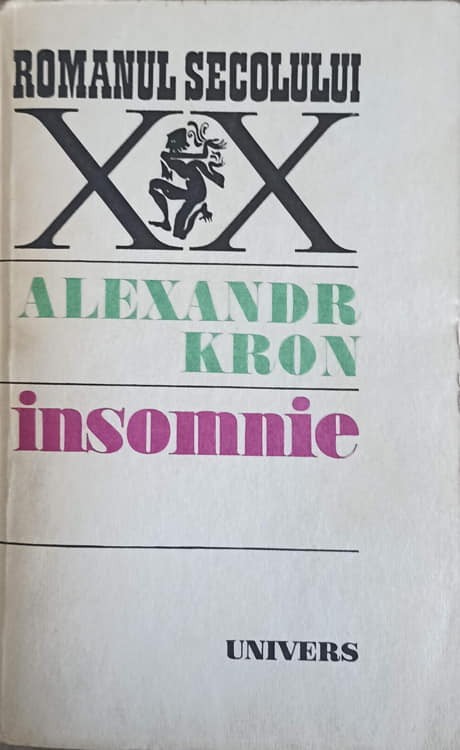 ROMANUL SECOLULUI
XX
ALEXANDR
KRON
insomnie
UNIVERS